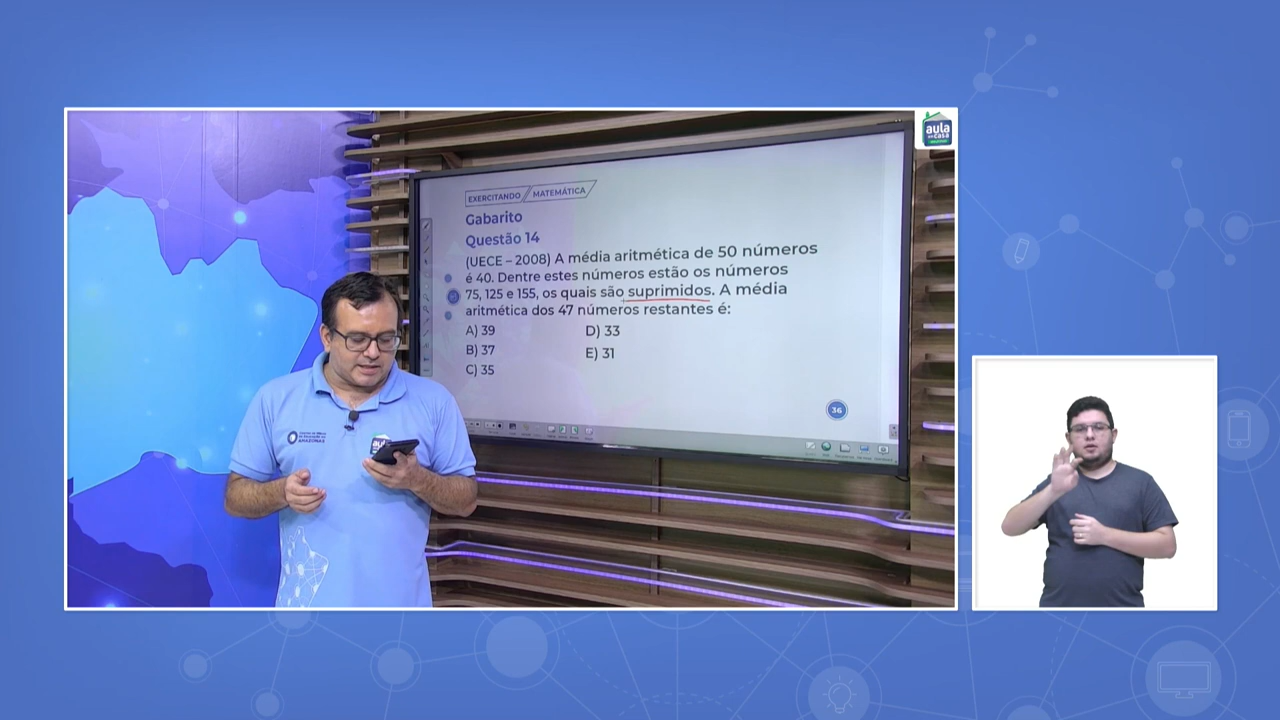 aula
em casa
EXERCITANDO MATEMÁTICA
Gabarito
Questão 14
(UECE – 2008) A média aritmética de 50 números
é 40. Dentre estes números estão os números
75, 125 e 155, os quais são suprimidos. A média
aritmética dos 47 números restantes é:
A) 39
D) 33
B) 37
E) 31
C) 35
36
AMAZONAS
aula